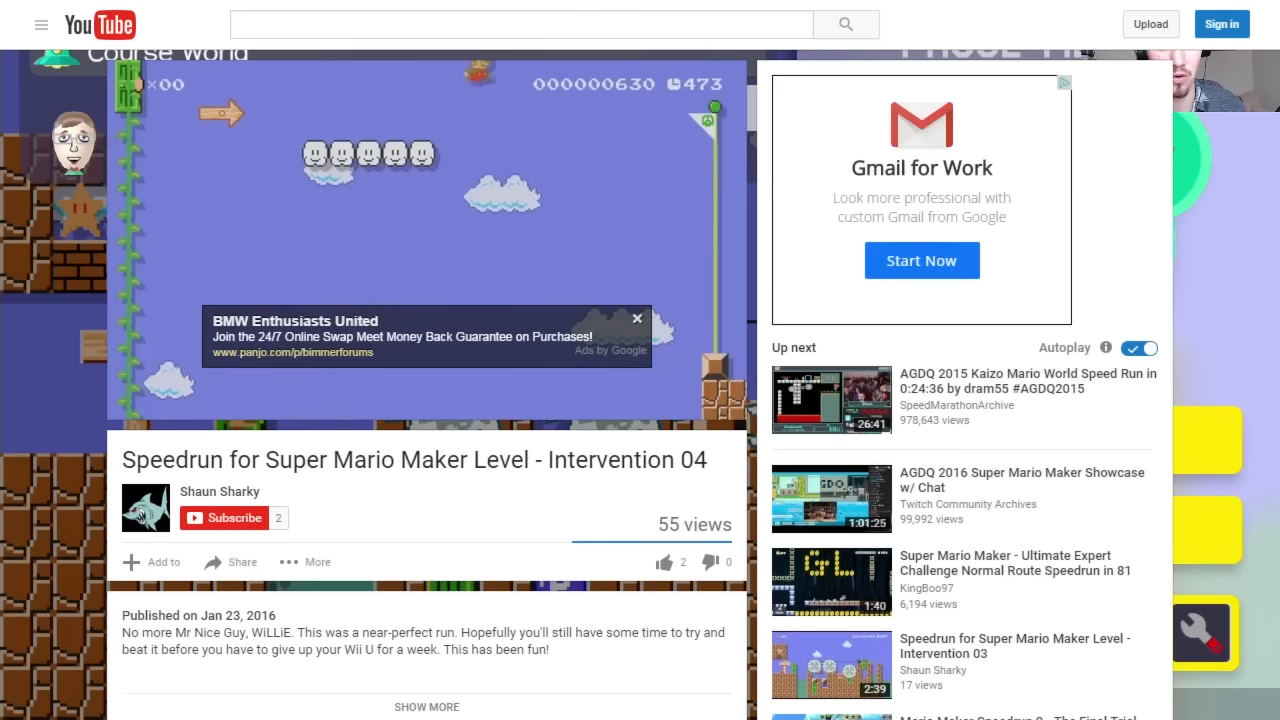 YouTube
Upload
Sign in
Course World
×00
000000630
473
BMW Enthusiasts United
Join the 24/7 Online Swap Meet Money Back Guarantee on Purchases!
www.panjo.com/p/bimmerforums
Ads by Google
Gmail for Work
Look more professional with
custom Gmail from Google
Start Now
Up next
Autoplay
AGDQ 2015 Kaizo Mario World Speed Run in
0:24:36 by dram55 #AGDQ2015
SpeedMarathonArchive
978,643 views
26:41
AGDQ 2016 Super Mario Maker Showcase
w/ Chat
Twitch Community Archives
99,992 views
1:01:25
Super Mario Maker - Ultimate Expert
Challenge Normal Route Speedrun in 81
KingBoo97
6,194 views
GL
1:40
Speedrun for Super Mario Maker Level -
Intervention 03
Shaun Sharky
17 views
2:39
Mario Maker Speedrun 2 - The Final Trial
Speedrun for Super Mario Maker Level - Intervention 04
Shaun Sharky
Subscribe
2
55 views
Add to
Share
More
2
0
Published on Jan 23, 2016
No more Mr Nice Guy, WiLLiE. This was a near-perfect run. Hopefully you'll still have some time to try and
beat it before you have to give up your Wii U for a week. This has been fun!
SHOW MORE